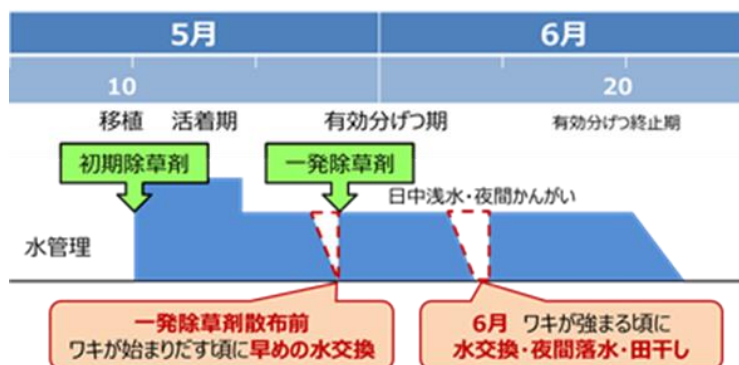 5月 6月
10 20
移植 活着期 有効分げつ期 有効分げつ終止期
初期除草剤 一発除草剤
日中浅水・夜間かんがい
水管理
一発除草剤散布前
ワキが始まりだす頃に早めの水交換
6月 ワキが強まる頃に
水交換・夜間落水・田干し